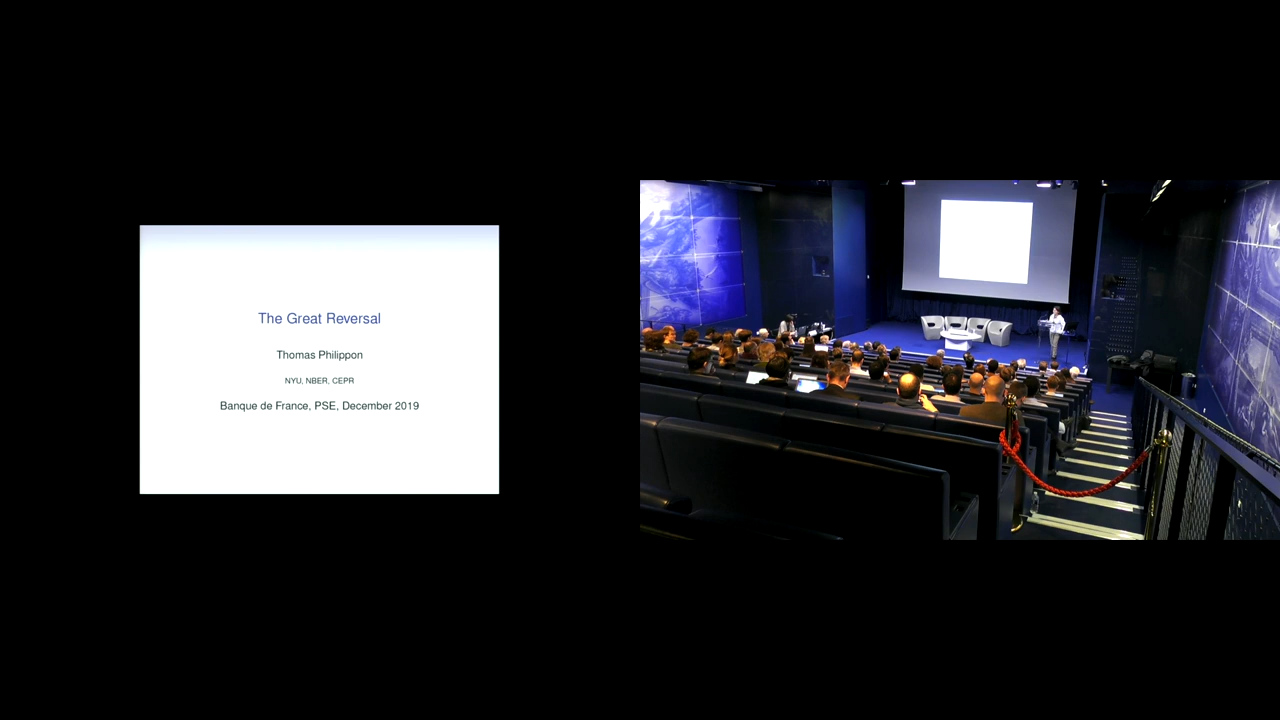 The Great Reversal
Thomas Philippon
NYU, NBER, CEPR
Banque de France, PSE, December 2019